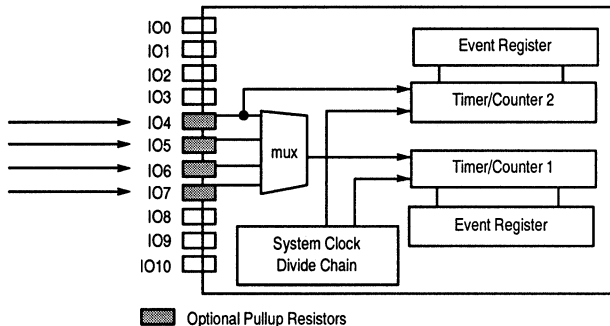 IO0
IO1
IO2
IO3
IO4
IO5
IO6
IO7
IO8
IO9
IO10
mux
Event Register
Timer/Counter 2
Timer/Counter 1
Event Register
System Clock
Divide Chain
Optional Pullup Resistors